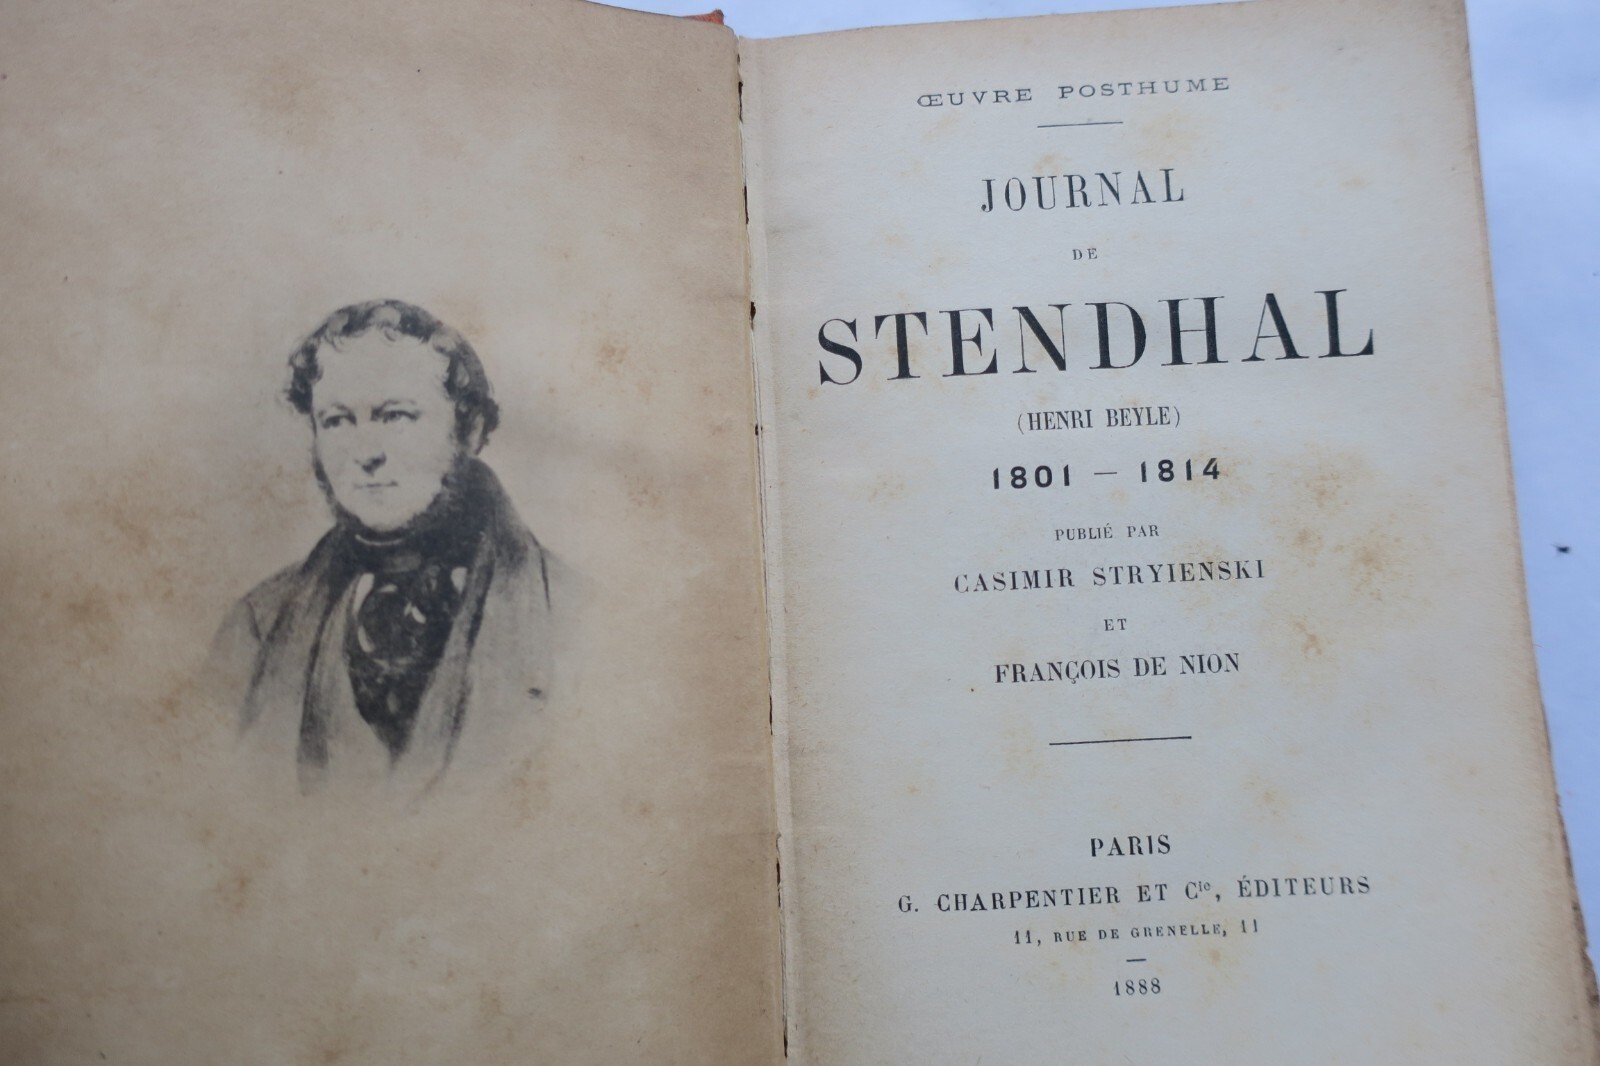 ŒUVRE POSTHUME
JOURNAL
DE
STENDHAL
(HENRI BEYLE)
1801 — 1814
PUBLIÉ PAR
CASIMIR STRYIENSKI
ET
FRANÇOIS DE NION
PARIS
G. CHARPENTIER ET Cie, ÉDITEURS
11, RUE DE GRENELLE, 11
1888